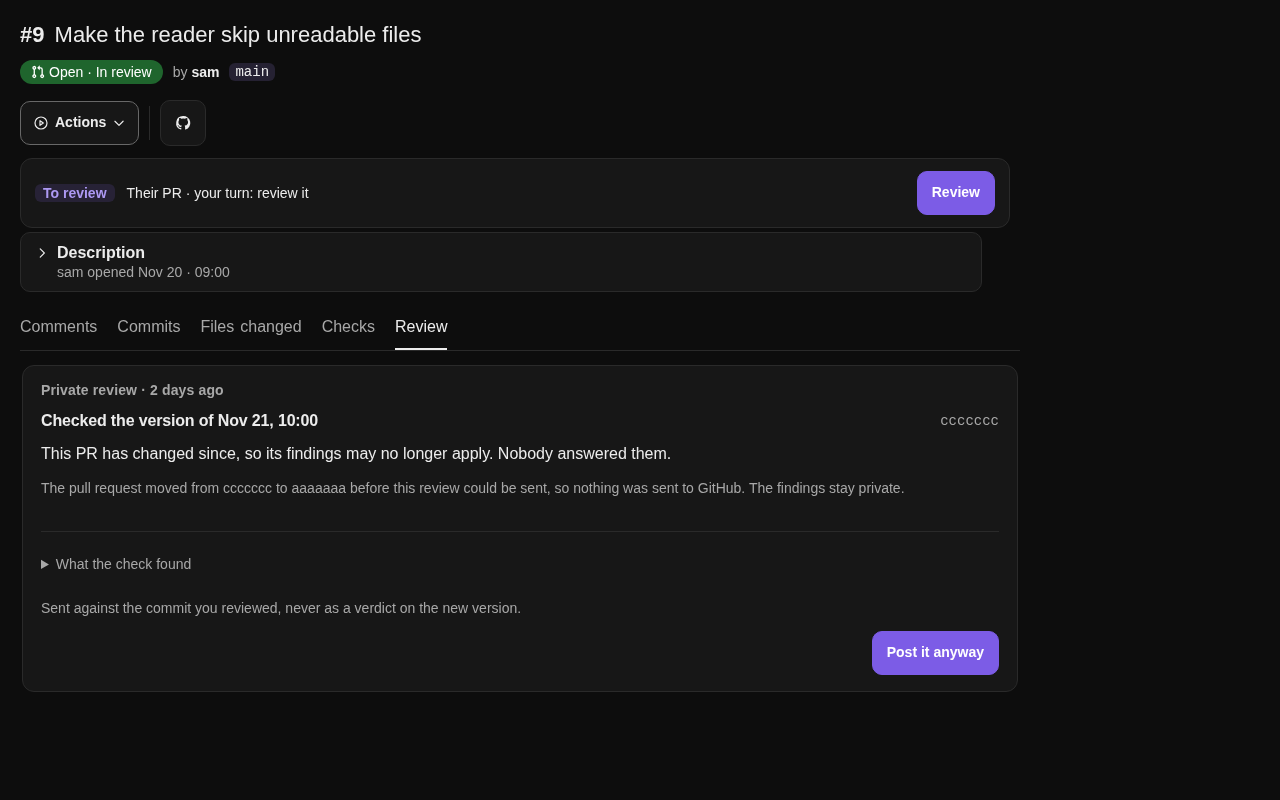 #9 Make the reader skip unreadable files
Open · In review by sam main
Actions
To review Their PR · your turn: review it Review
Description
sam opened Nov 20 · 09:00
Comments Commits Files changed Checks Review
Private review · 2 days ago
Checked the version of Nov 21, 10:00 ccccccc
This PR has changed since, so its findings may no longer apply. Nobody answered them.
The pull request moved from ccccccc to aaaaaaa before this review could be sent, so nothing was sent to GitHub. The findings stay private.
What the check found
Sent against the commit you reviewed, never as a verdict on the new version.
Post it anyway